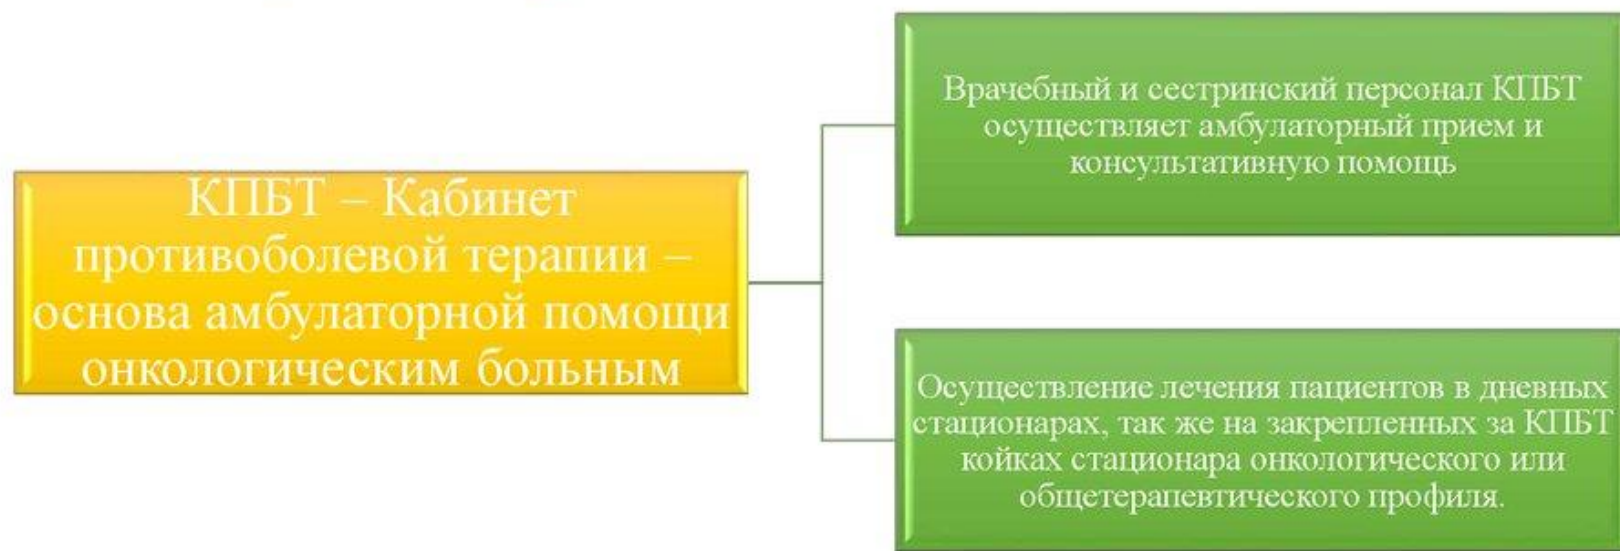 КПБТ – Кабинет
противоболевой терапии –
основа амбулаторной помощи
онкологическим больным
Врачебный и сестринский персонал КПБТ
осуществляет амбулаторный прием и
консультативную помощь
Осуществление лечения пациентов в дневных
стационарах, так же на закрепленных за КПБТ
койках стационара онкологического или
общетерапевтического профиля.